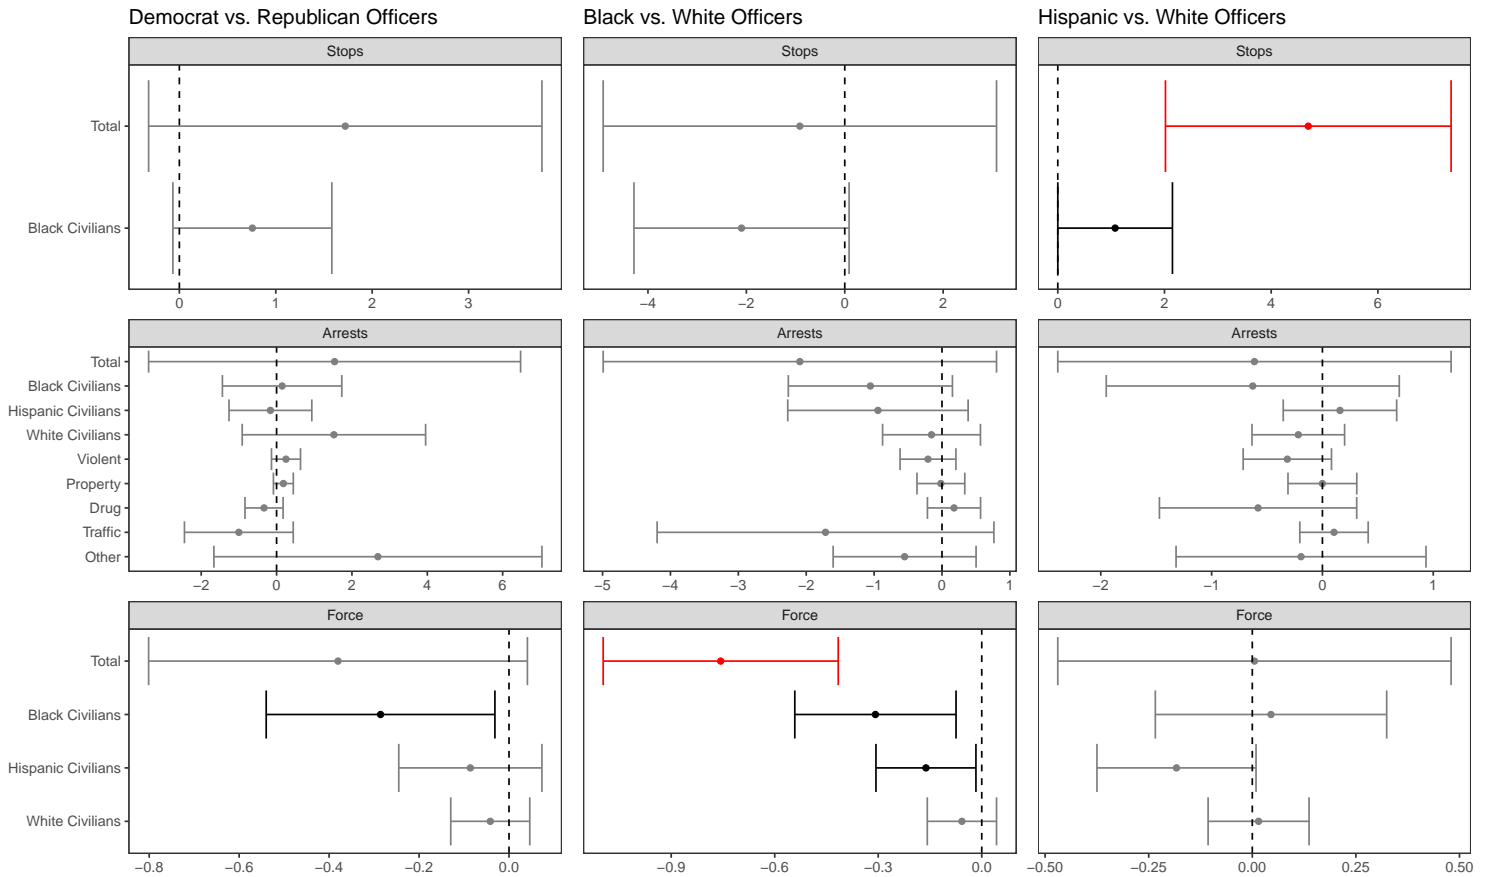 Democrat vs. Republican Officers
Black vs. White Officers
Hispanic vs. White Officers
Stops
Stops
Stops
Total
Black Civilians
0 1 2 3
−4 −2 0 2
0 2 4 6
Arrests
Arrests
Arrests
Total
Black Civilians
Hispanic Civilians
White Civilians
Violent
Property
Drug
Traffic
Other
−2 0 2 4 6
−5 −4 −3 −2 −1 0 1
−2 −1 0 1
Force
Force
Force
Total
Black Civilians
Hispanic Civilians
White Civilians
−0.8 −0.6 −0.4 −0.2 0.0
−0.9 −0.6 −0.3 0.0
−0.50 −0.25 0.00 0.25 0.50